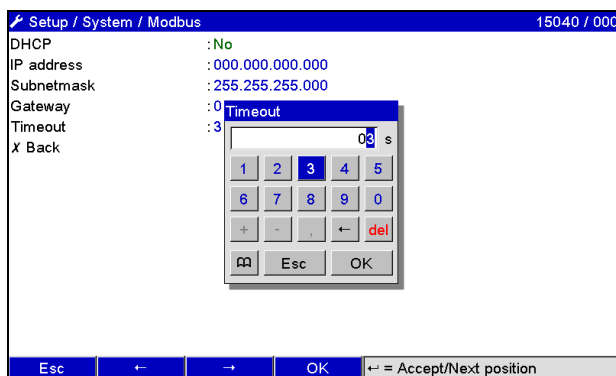 Setup / System / Modbus 15040 / 000
DHCP : No
IP address : 000.000.000.000
Subnetmask : 255.255.255.000
Gateway : 0
Timeout : 3
X Back
Timeout
03 s
1 2 3 4 5
6 7 8 9 0
+ - , ← del
Esc OK
Esc ← → OK ↵ = Accept/Next position